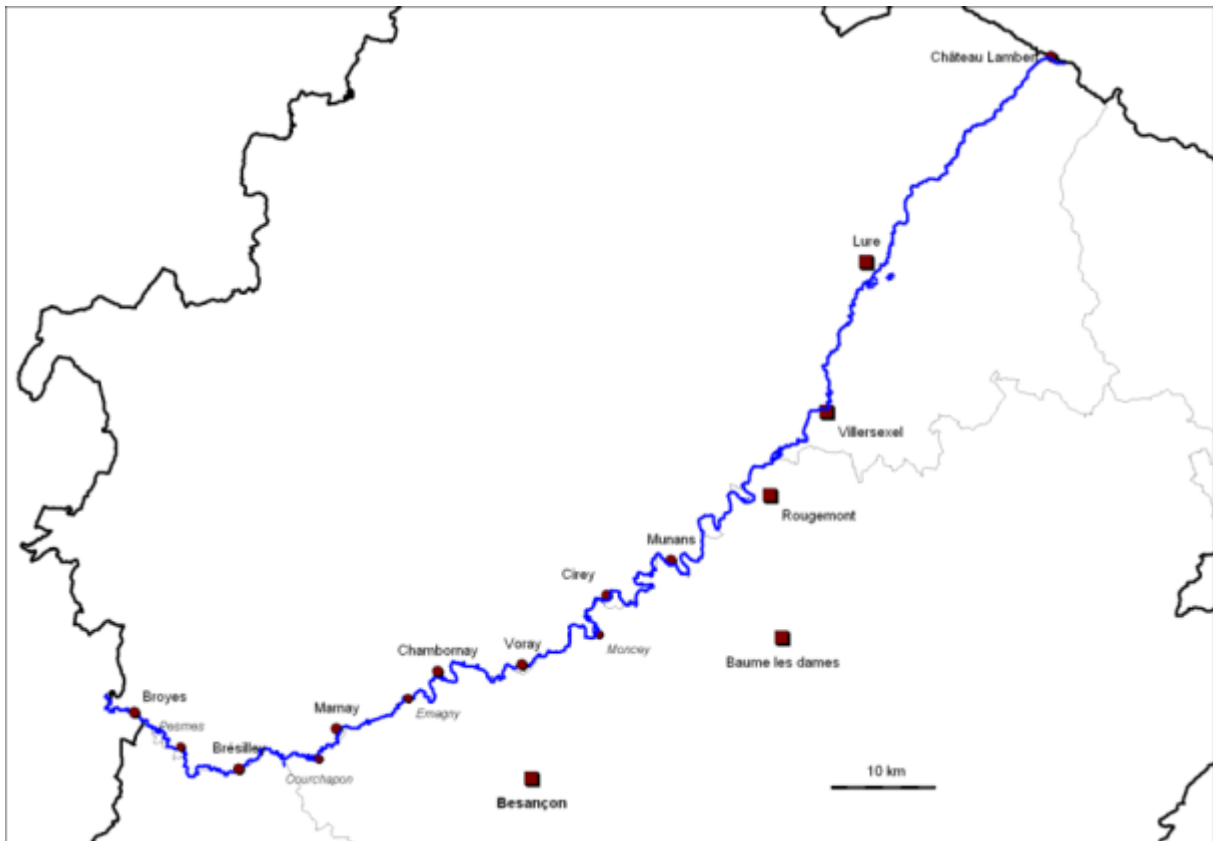 Château Lambert
Lure
Villersexel
Rougemont
Munans
Cirey
Moncey
Baume les dames
Voray
Chambornay
Emagny
Marnay
Broyes
Pesmes
Brésilley
Courchapon
10 km
Besançon